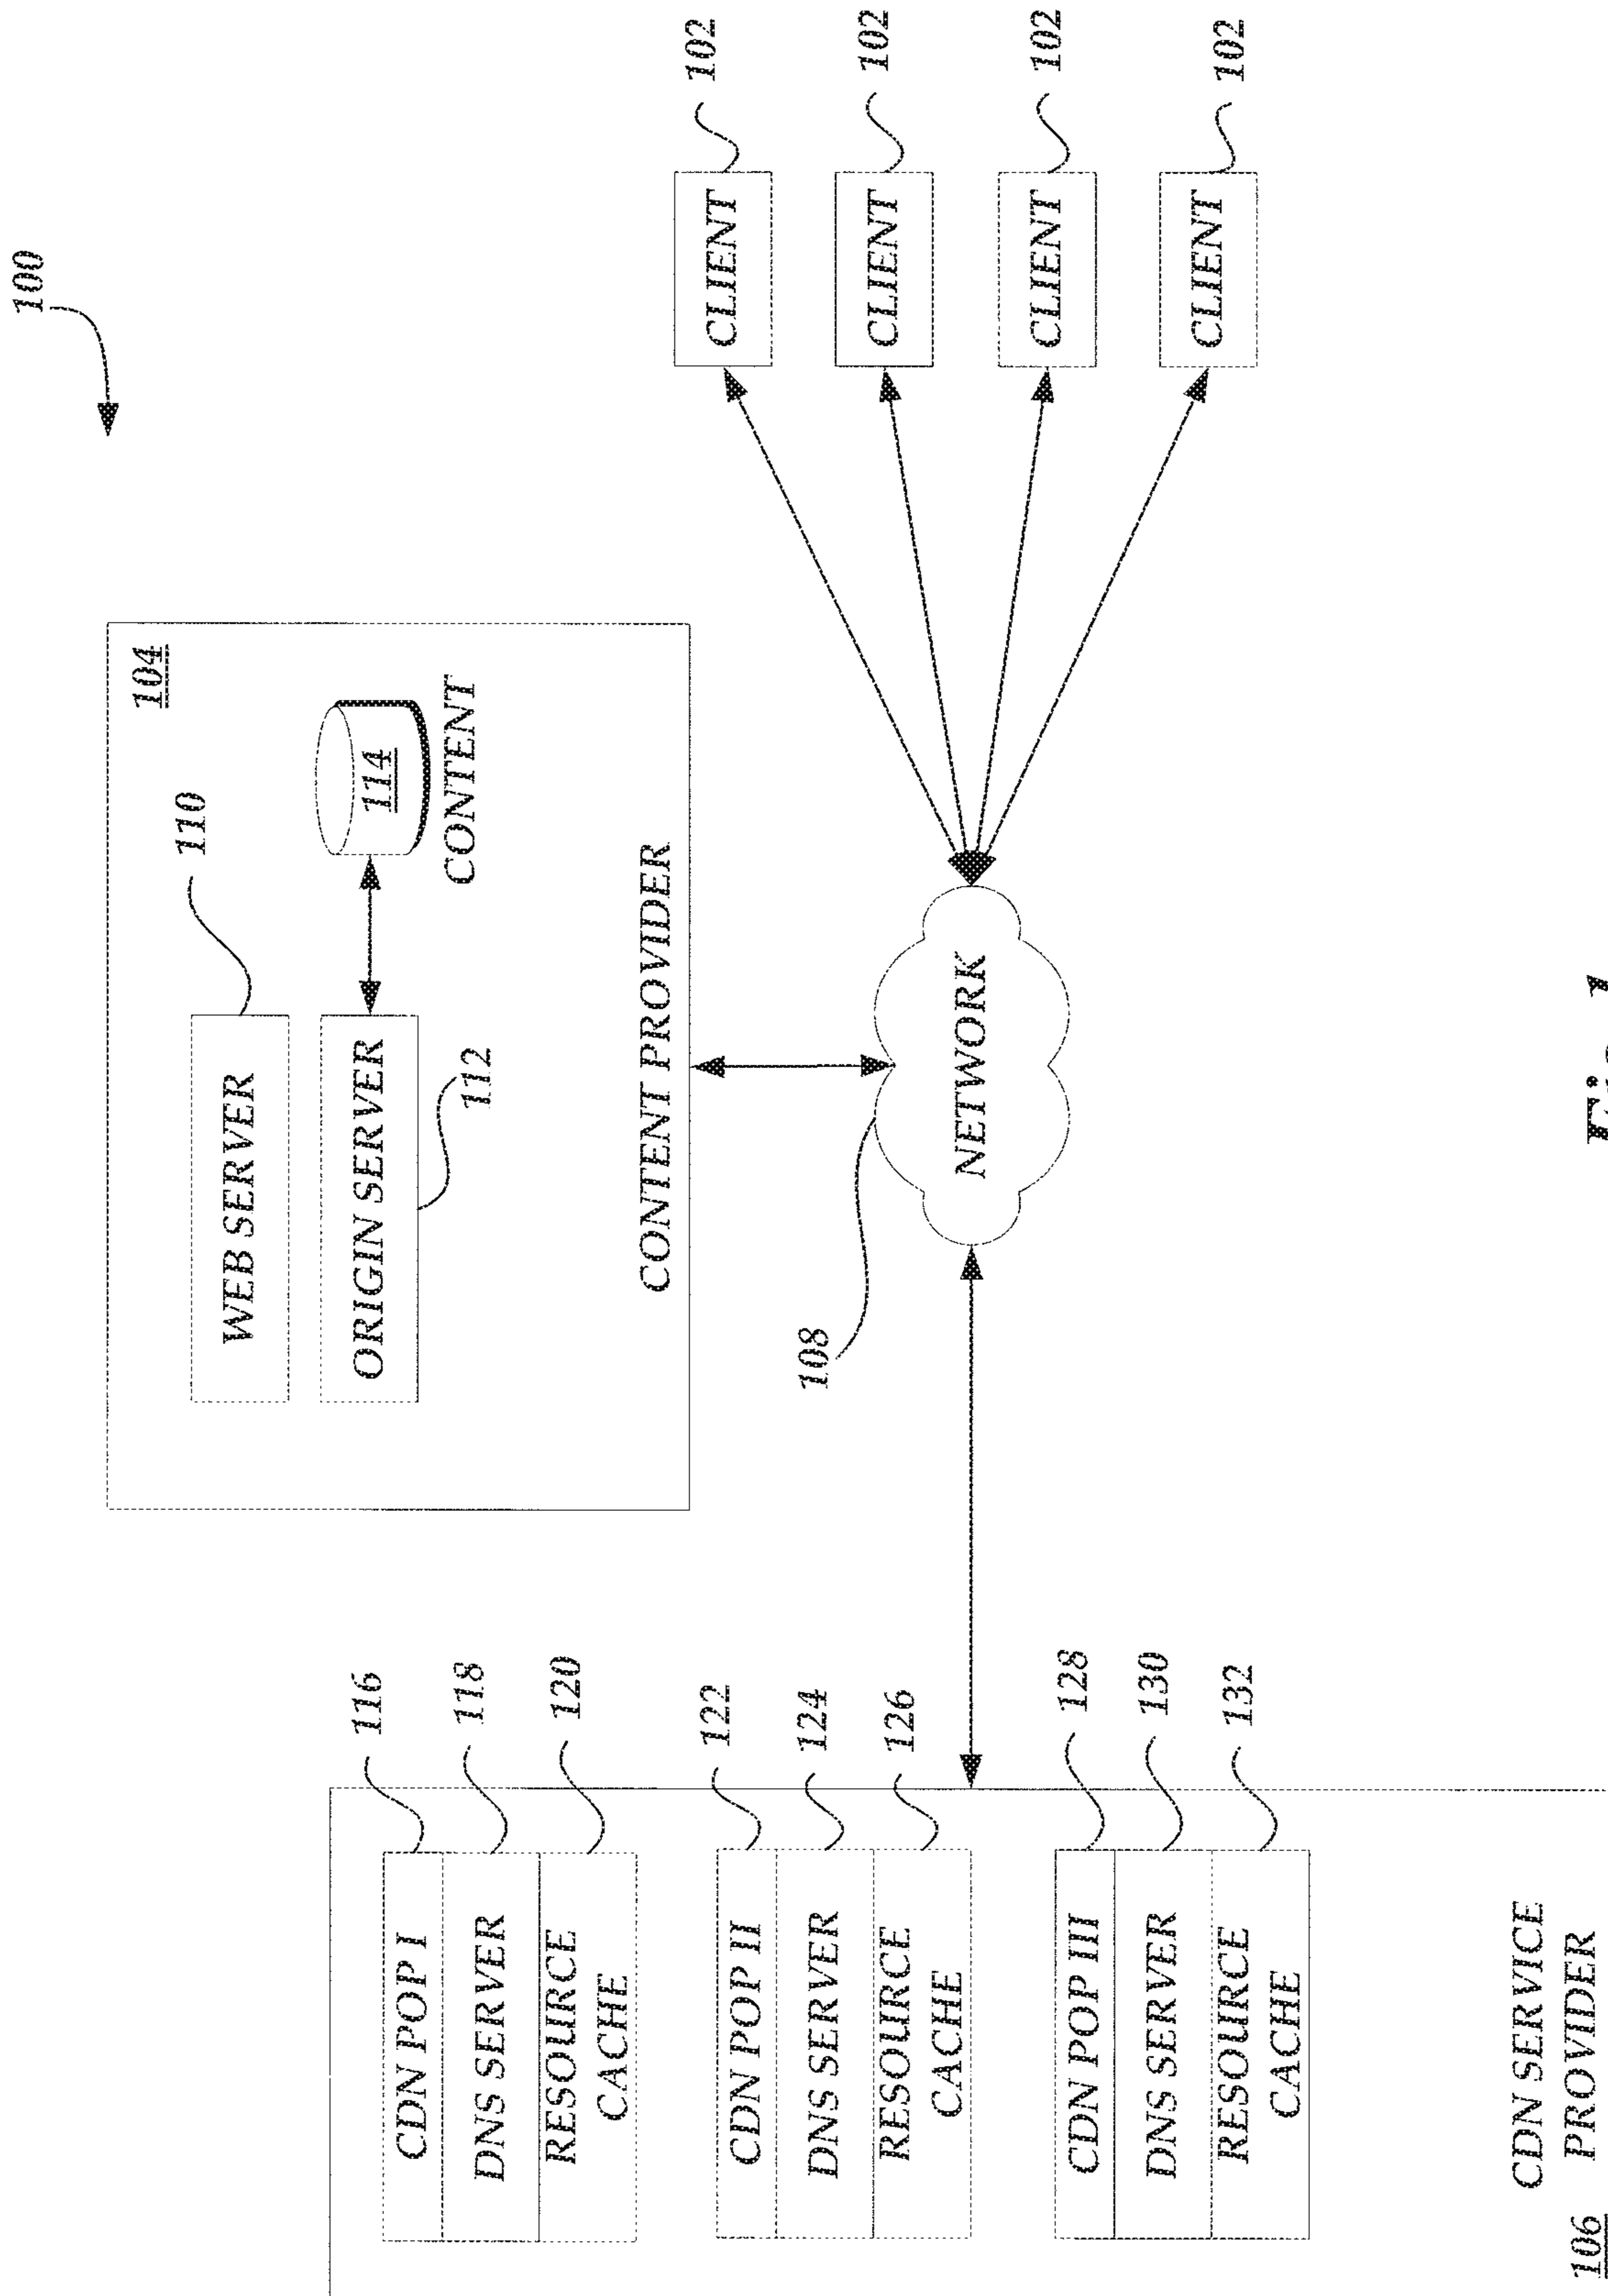 100
104
110
WEB SERVER
ORIGIN SERVER
112
114
CONTENT
CONTENT PROVIDER
116
CDN POP I
118
DNS SERVER
120
RESOURCE
CACHE
122
CDN POP II
124
DNS SERVER
126
RESOURCE
CACHE
128
CDN POP III
130
DNS SERVER
132
RESOURCE
CACHE
CDN SERVICE
PROVIDER
106
108
NETWORK
CLIENT
102
CLIENT
102
CLIENT
102
CLIENT
102